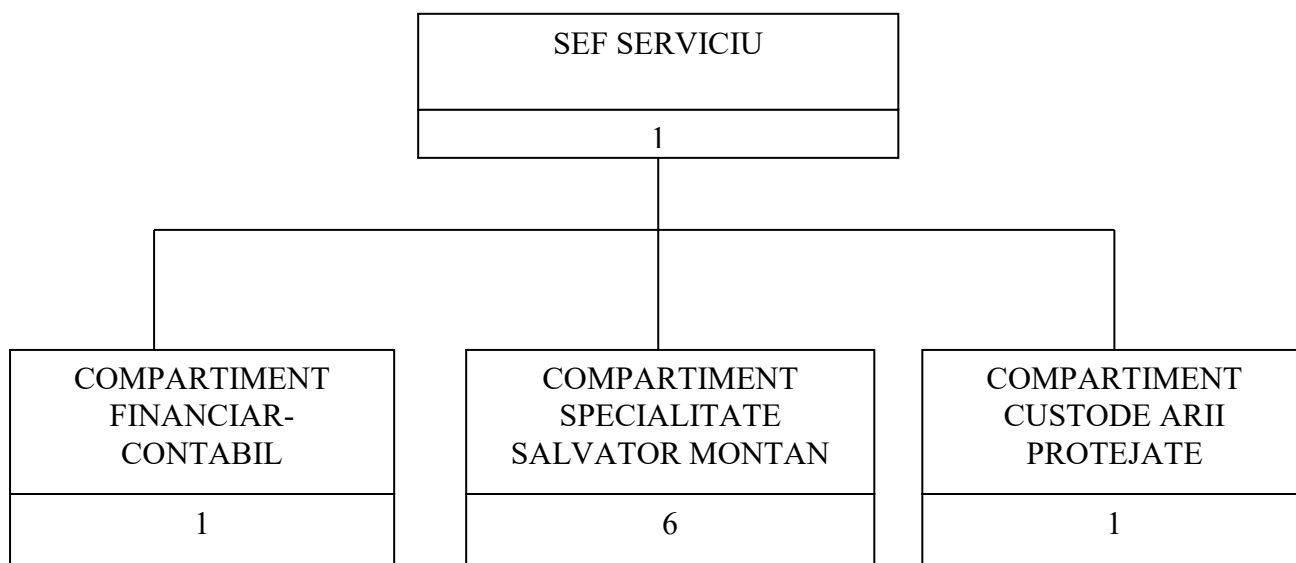 SEF SERVICIU
1
COMPARTIMENT
FINANCIAR-
CONTABIL
1
COMPARTIMENT
SPECIALITATE
SALVATOR MONTAN
6
COMPARTIMENT
CUSTODE ARII
PROTEJATE
1